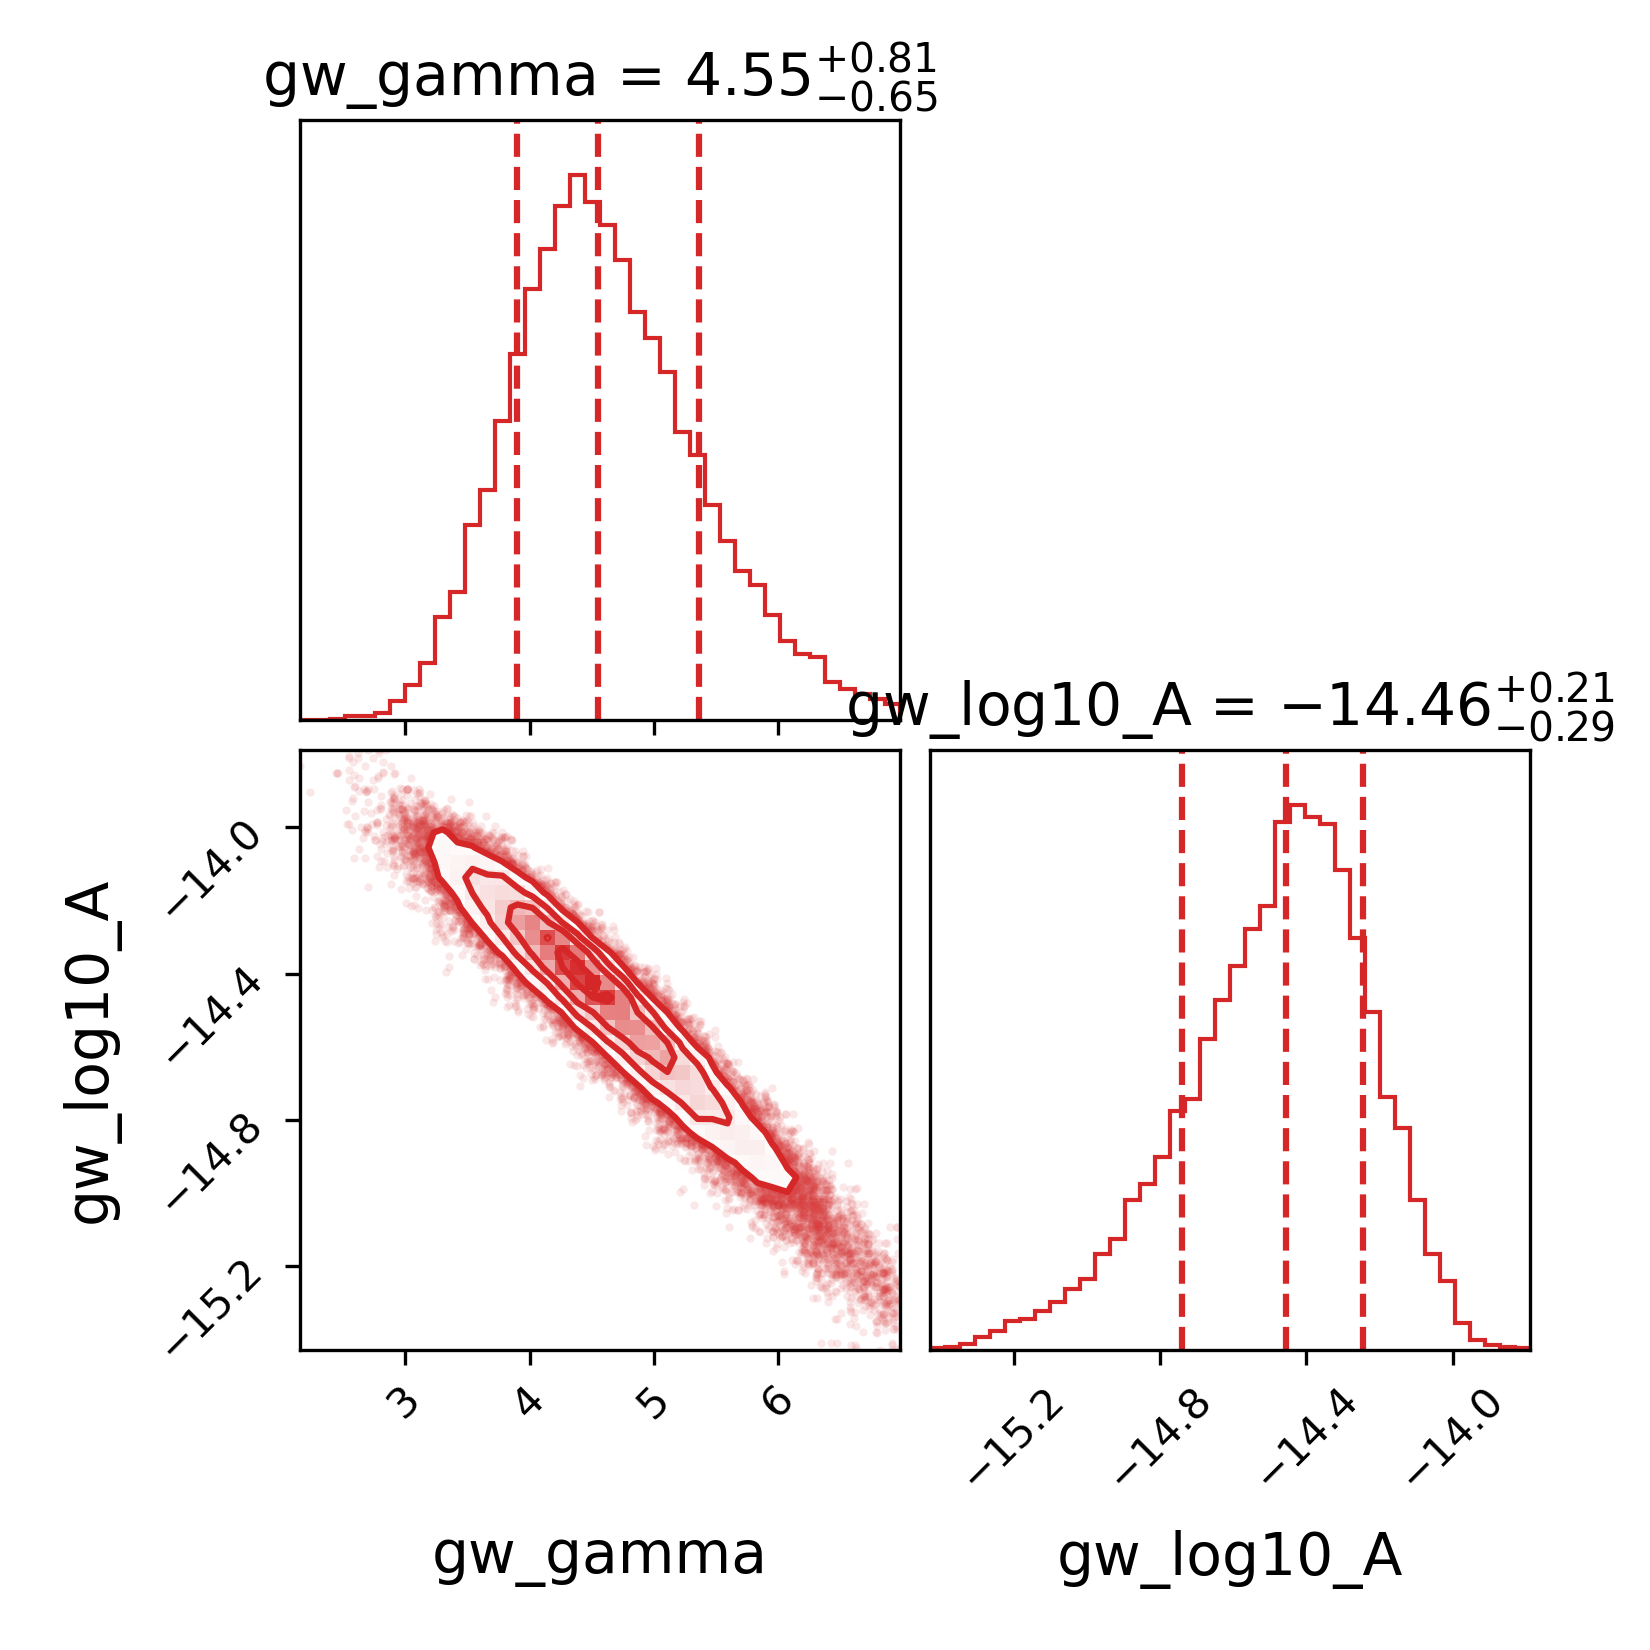 gw_gamma = 4.55 +0.81 −0.65
gw_log10_A = −14.46 +0.21 −0.29
gw_log10_A
−14.0
−14.4
−14.8
−15.2
3 4 5 6
−15.2 −14.8 −14.4 −14.0
gw_gamma
gw_log10_A